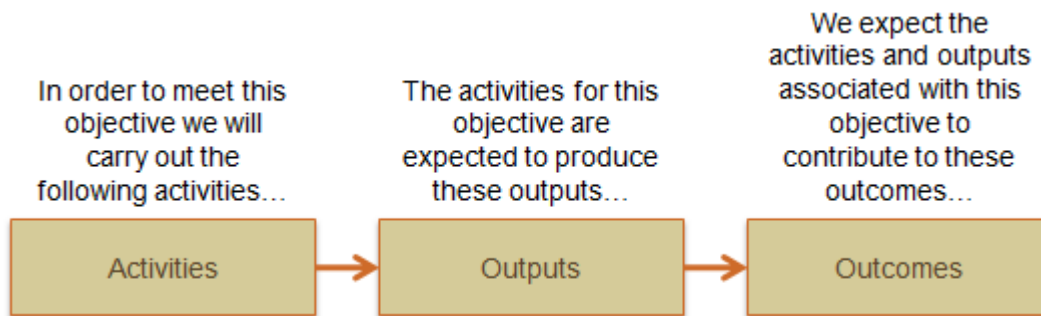 In order to meet this
objective we will
carry out the
following activities…
The activities for this
objective are
expected to produce
these outputs…
We expect the
activities and outputs
associated with this
objective to
contribute to these
outcomes…
Activities
Outputs
Outcomes